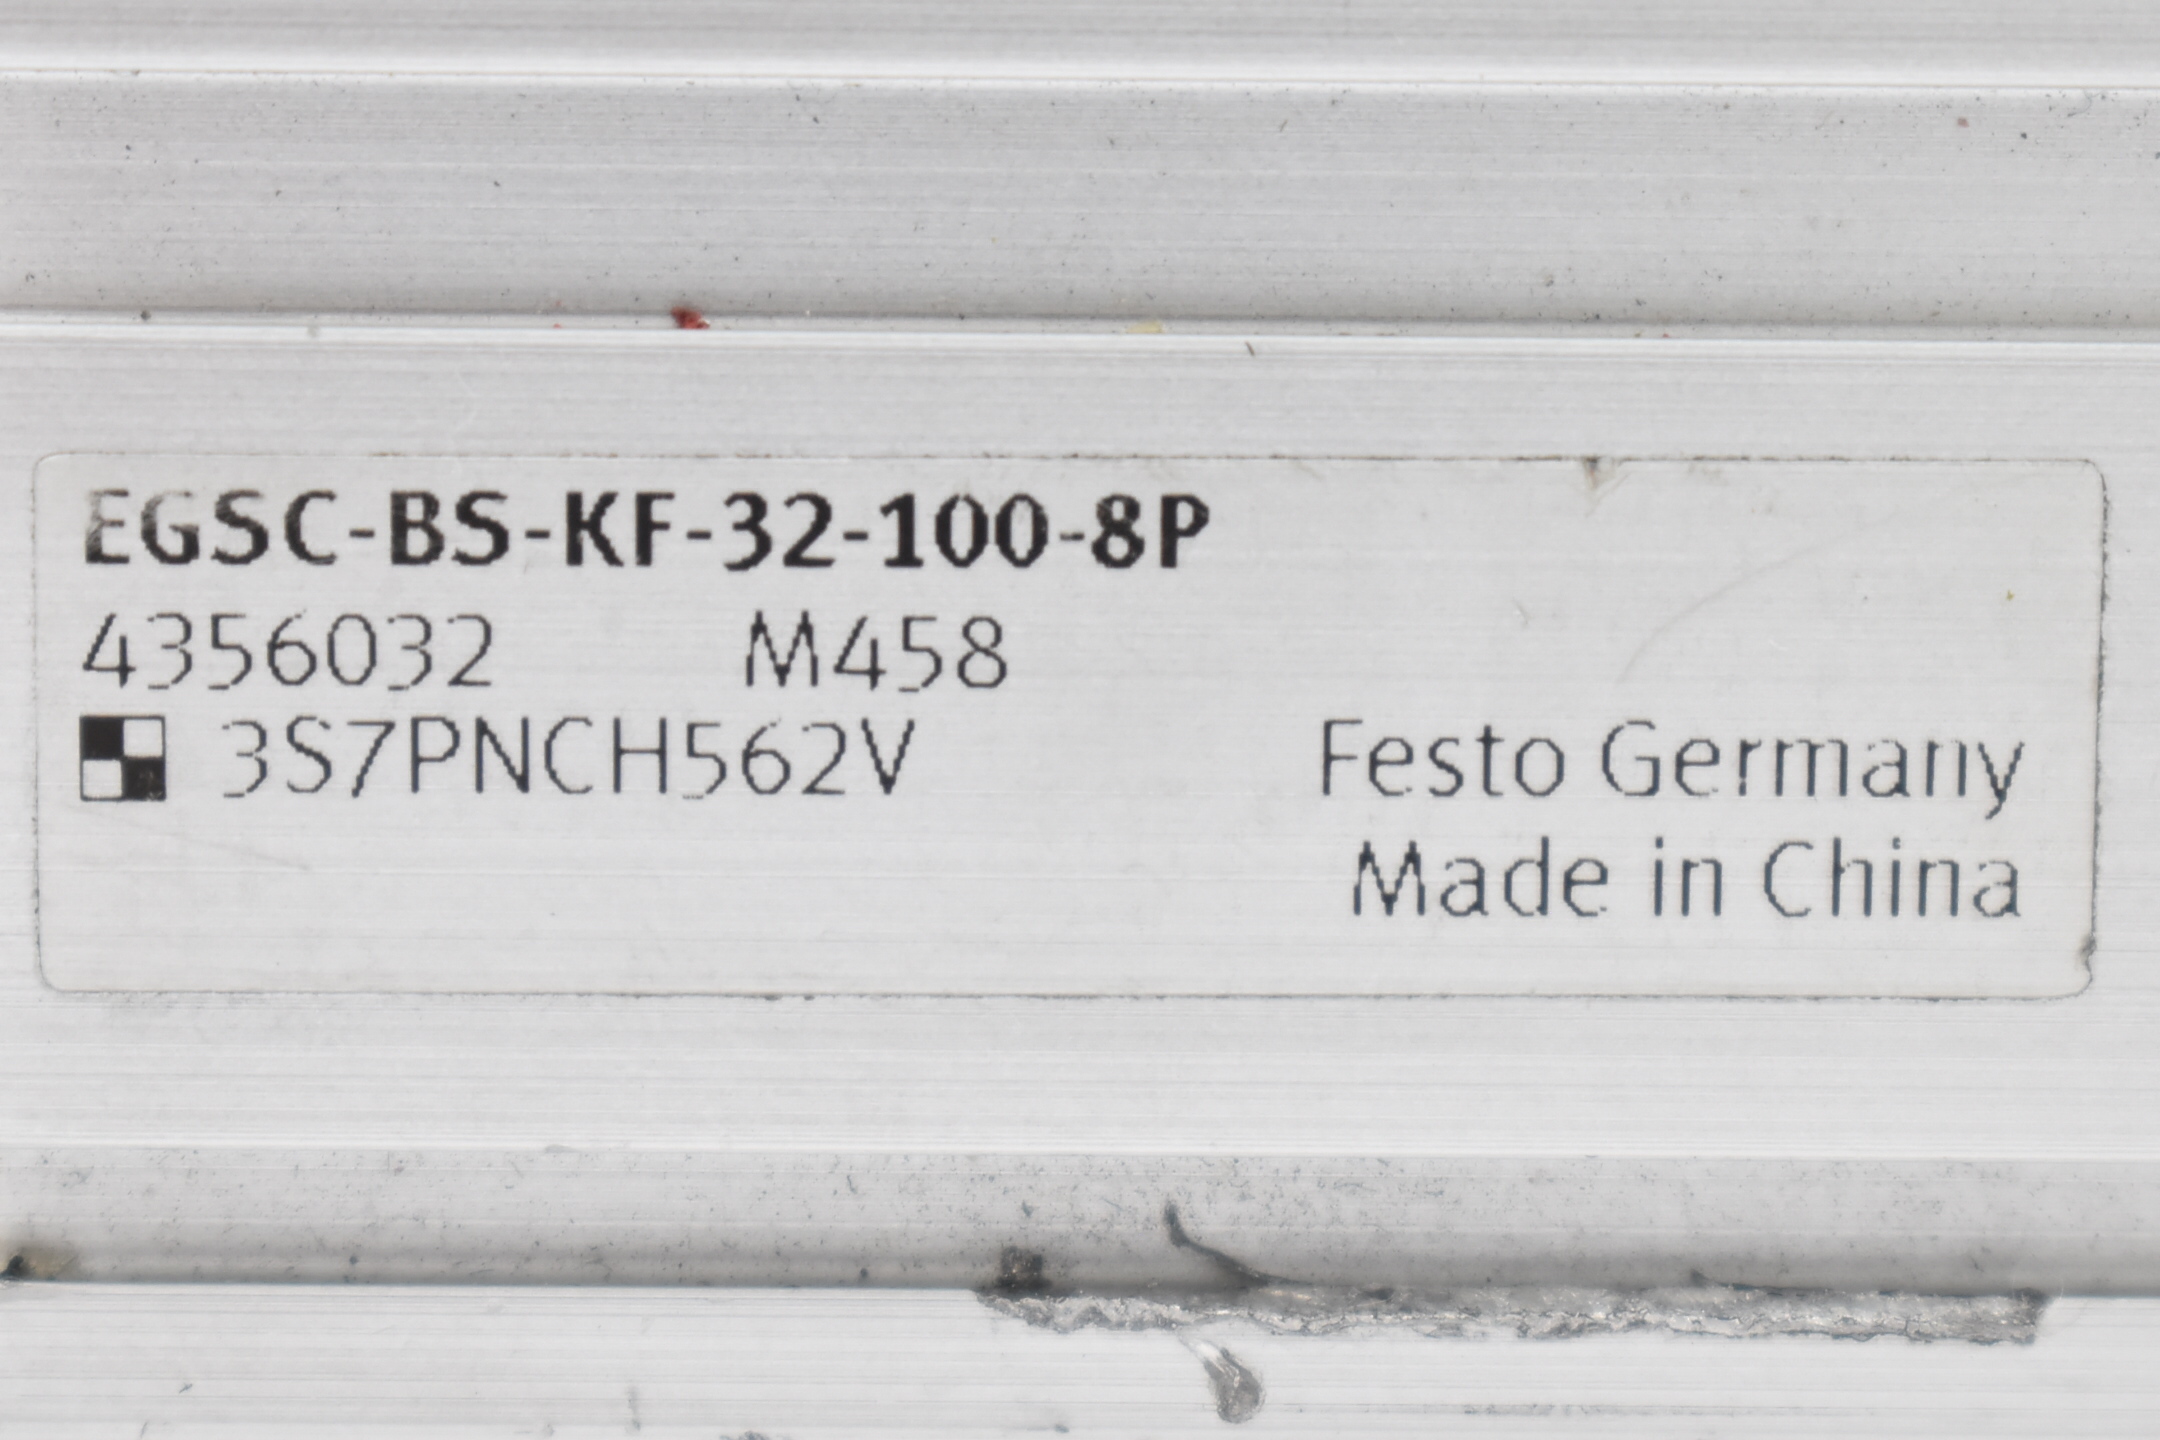 EGSC-BS-KF-32-100-8P
4356032 M458
3S7PNCH562V
Festo Germany
Made in China